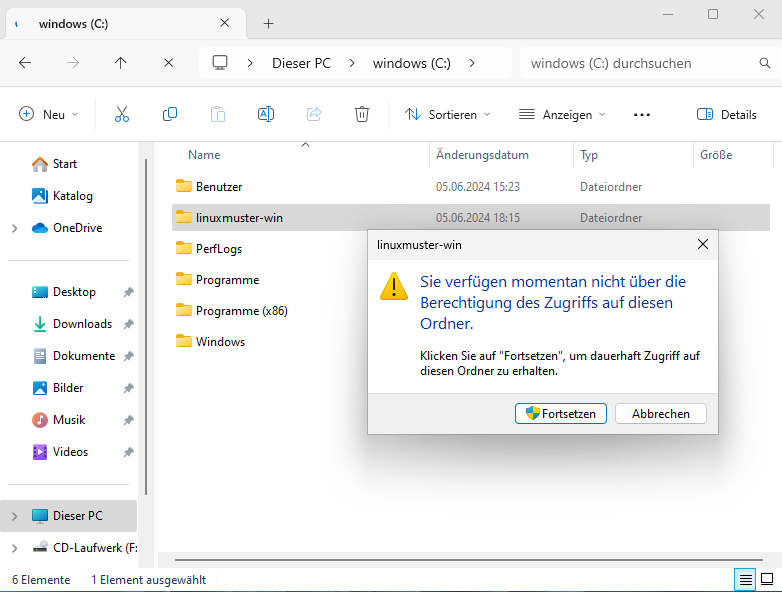 windows (C:)
Dieser PC
windows (C:)
windows (C:) durchsuchen
Neu
Sortieren
Anzeigen
Details
Name
Änderungsdatum
Typ
Größe
Start
Katalog
OneDrive
Desktop
Downloads
Dokumente
Bilder
Musik
Videos
Dieser PC
CD-Laufwerk (F:
Benutzer 05.06.2024 15:23 Dateiordner
linuxmuster-win 05.06.2024 18:15 Dateiordner
PerfLogs
Programme
Programme (x86)
Windows
linuxmuster-win
Sie verfügen momentan nicht über die
Berechtigung des Zugriffs auf diesen
Ordner.
Klicken Sie auf "Fortsetzen", um dauerhaft Zugriff auf
diesen Ordner zu erhalten.
Fortsetzen
Abbrechen
6 Elemente
1 Element ausgewählt